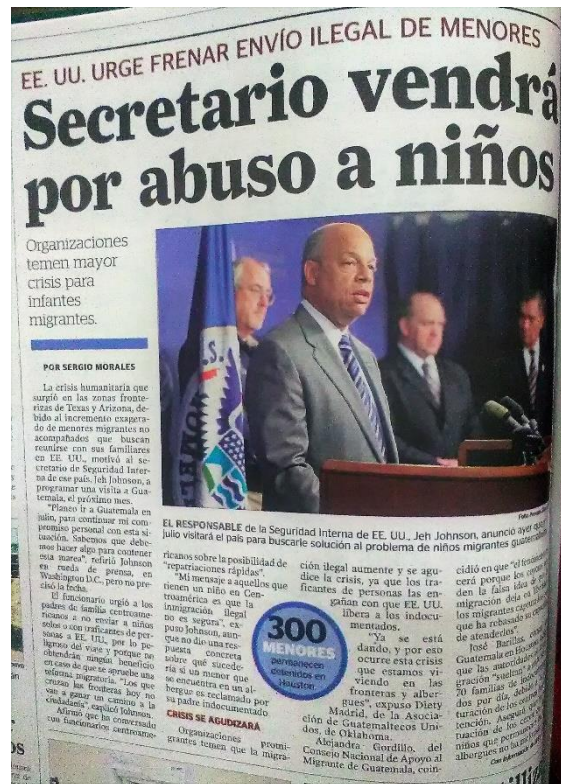 EE. UU. URGE FRENAR ENVÍO ILEGAL DE MENORES
Secretario vendrá
por abuso a niños
Organizaciones
temen mayor
crisis para
infantes
migrantes.
POR SERGIO MORALES
La crisis humanitaria que
surgió en las zonas fronte-
rizas de Texas y Arizona, de-
bido al incremento exagera-
do de menores migrantes no
acompañados que buscan
reunirse con sus familiares
en EE. UU., motivó al se-
cretario de Seguridad Inter-
na de ese país, Jeh Johnson, a
programar una visita a Gua-
temala, el próximo mes.
"Planeo ir a Guatemala en
julio, para continuar mi com-
promiso personal con esta si-
tuación. Sabemos que debe-
mos hacer algo para contener
esta marea", refirió Johnson
en rueda de prensa, en
Washington D.C., pero no pre-
cisó la fecha.
El funcionario urgió a los
padres de familia centroame-
ricanos a no enviar a niños
solos o con traficantes de per-
sonas a EE. UU., por lo pe-
ligroso del viaje y porque no
obtendrán ningún beneficio
en caso de que se apruebe una
reforma migratoria. "Los que
cruzan las fronteras hoy no
van a ganar un camino a la
ciudadanía", explicó Johnson.
Afirmó que ha conversado
con funcionarios centroame-
EL RESPONSABLE de la Seguridad Interna de EE. UU., Jeh Johnson, anunció ayer que
julio visitará el país para buscarle solución al problema de niños migrantes
ricanos sobre la posibilidad de
"repatriaciones rápidas".
"Mi mensaje a aquellos que
tienen un niño en Cen-
troamérica es que la
inmigración ilegal
no es segura", ex-
puso Johnson, aun-
que no dio una res-
puesta concreta
sobre qué sucede-
ría si un menor que
se encuentra en un al-
bergue es reclamado por
su padre indocumentado
CRISIS SE AGUDIZARÁ
Organizaciones promi-
grantes temen que la migra-
300
MENORES
permanecen
detenidos en
Houston
ción ilegal aumente y se agu-
dice la crisis, ya que los tra-
ficantes de personas las en-
gañan con que EE. UU.
libera a los indocu-
mentados.
"Ya se está
dando, y por eso
ocurre esta crisis
que estamos vi-
viendo en las
fronteras y alber-
gues", expuso Diety
Madrid, de la Asocia-
ción de Guatemaltecos Uni-
dos, de Oklahoma.
Alejandra Gordillo, del
Consejo Nacional de Apoyo al
Migrante de Guatemala, coin-
cidió en que "el
cerá porque los
den la falsa idea
migración deja
los migrantes
que ha rebasado su
de atenderlos".
José Barillas,
Guatemala en
que las autoridades
gración
70 familias de
dos por día, debido
turación de los centros
tención.
tuación de los
niños que
albergues no